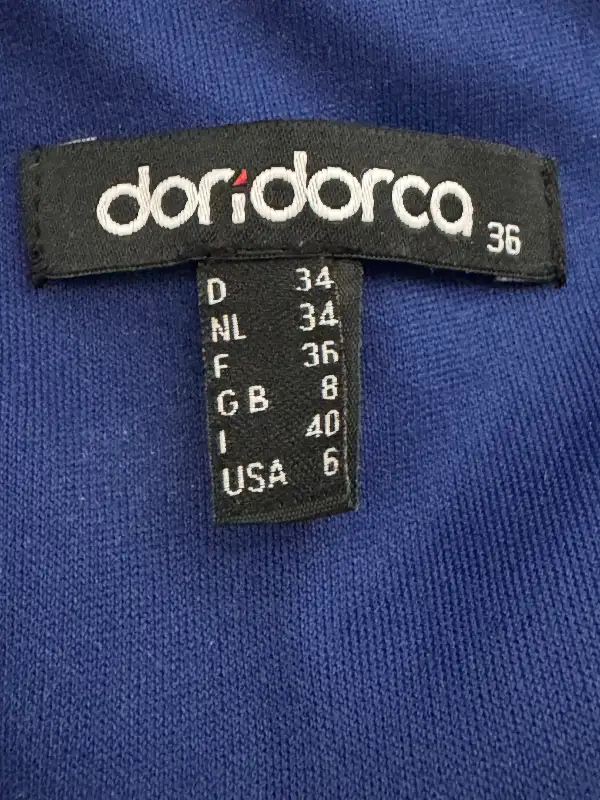 doridorca 36
D 34
NL 34
F 36
GB 8
I 40
USA 6